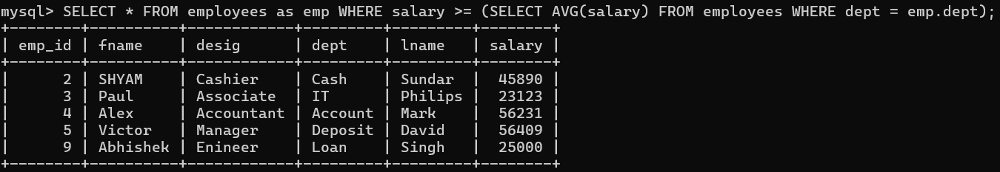 mysql> SELECT * FROM employees as emp WHERE salary >= (SELECT AVG(salary) FROM employees WHERE dept = emp.dept);
+--------+----------+------------+---------+---------+--------+
| emp_id | fname    | desig      | dept    | lname   | salary |
+--------+----------+------------+---------+---------+--------+
|      2 | SHYAM    | Cashier    | Cash    | Sundar  |  45890 |
|      3 | Paul     | Associate  | IT      | Philips |  23123 |
|      4 | Alex     | Accountant | Account | Mark    |  56231 |
|      5 | Victor   | Manager    | Deposit | David   |  56409 |
|      9 | Abhishek | Enineer    | Loan    | Singh   |  25000 |
+--------+----------+------------+---------+---------+--------+